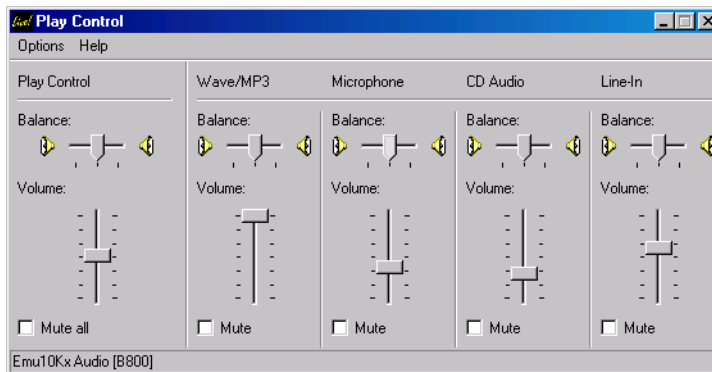 Live! Play Control
Options Help
Play Control Wave/MP3 Microphone CD Audio Line-In
Balance: Balance: Balance: Balance: Balance:
Volume: Volume: Volume: Volume: Volume:
Mute all Mute Mute Mute Mute
Emu10Kx Audio [B800]